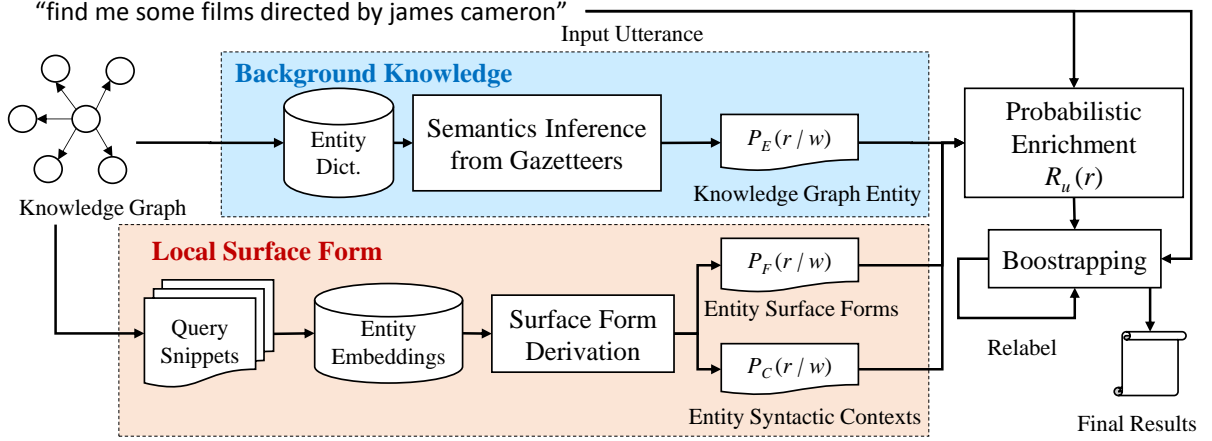 “find me some films directed by james cameron”
Input Utterance
Background Knowledge
Entity
Dict.
Semantics Inference
from Gazetteers
P_E(r / w)
Knowledge Graph Entity
Probabilistic
Enrichment
R_u(r)
Knowledge Graph
Local Surface Form
Query
Snippets
Entity
Embeddings
Surface Form
Derivation
P_F(r / w)
Entity Surface Forms
P_C(r / w)
Entity Syntactic Contexts
Boostrapping
Relabel
Final Results